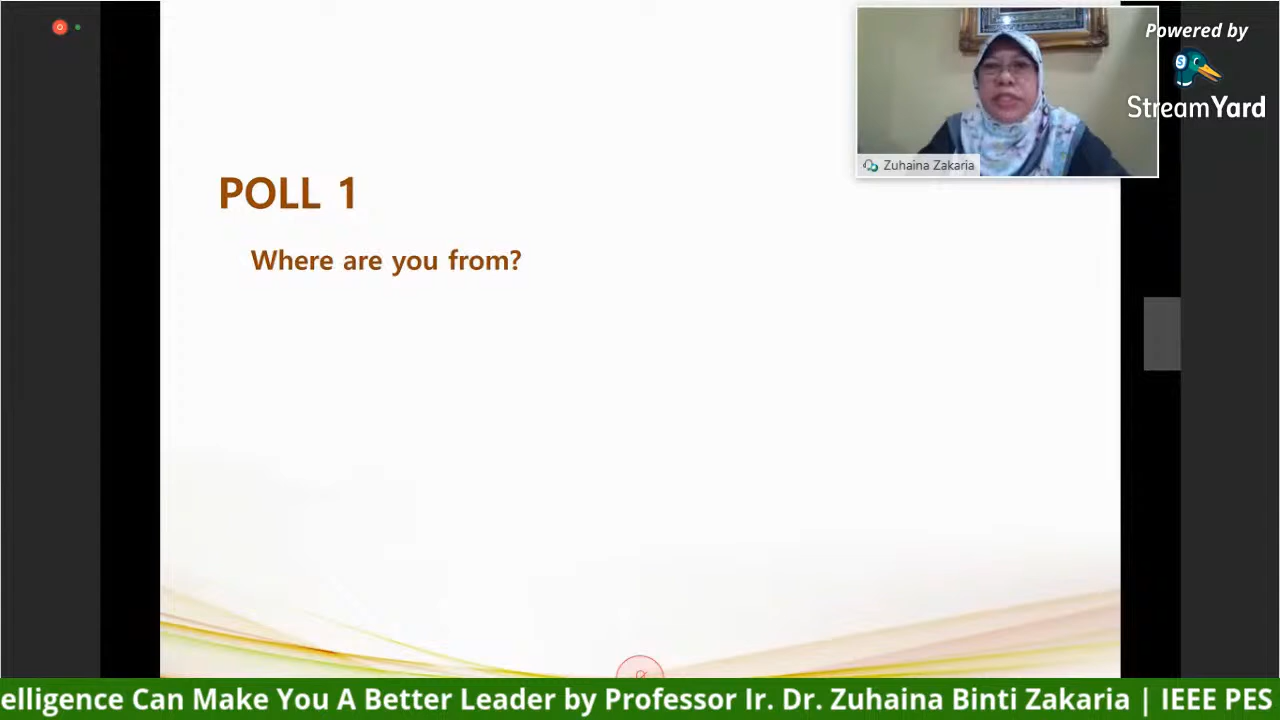 Powered by
StreamYard
Zuhaina Zakaria
POLL 1
Where are you from?
elligence Can Make You A Better Leader by Professor Ir. Dr. Zuhaina Binti Zakaria | IEEE PES